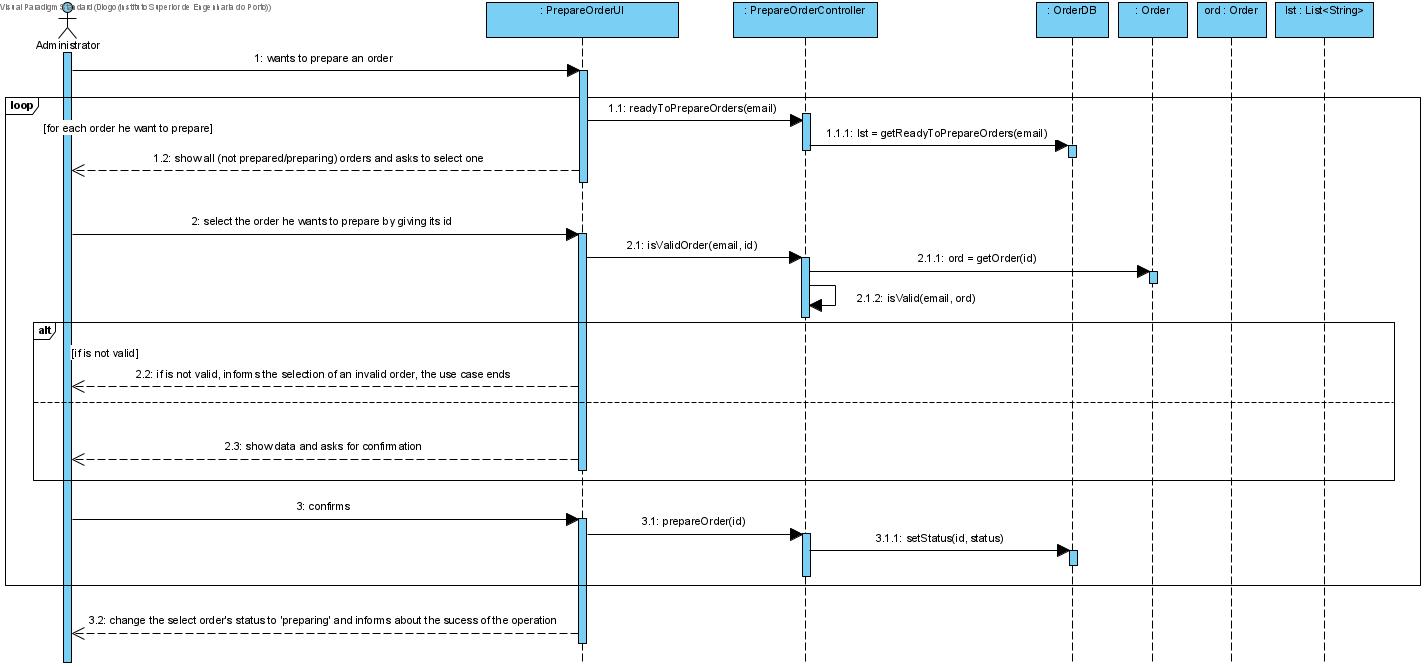 Visual Paradigm Standard (Diogo (Instituto Superior de Engenharia do Porto))
Administrator
: PrepareOrderUI
: PrepareOrderController
: OrderDB
: Order
ord : Order
lst : List<String>
1: wants to prepare an order
loop
[for each order he want to prepare]
1.1: readyToPrepareOrders(email)
1.1.1: lst = getReadyToPrepareOrders(email)
1.2: show all (not prepared/preparing) orders and asks to select one
2: select the order he wants to prepare by giving its id
2.1: isValidOrder(email, id)
2.1.1: ord = getOrder(id)
2.1.2: isValid(email, ord)
alt
[if is not valid]
2.2: if is not valid, informs the selection of an invalid order, the use case ends
2.3: show data and asks for confirmation
3: confirms
3.1: prepareOrder(id)
3.1.1: setStatus(id, status)
3.2: change the select order's status to 'preparing' and informs about the sucess of the operation